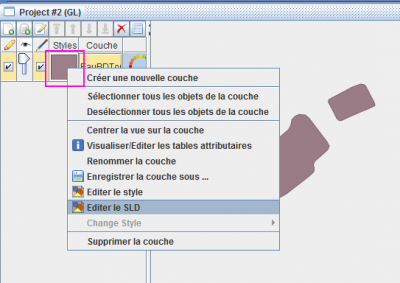 Project #2 (GL)
Styles Couche
EauBDTo
Créer une nouvelle couche
Sélectionner tous les objets de la couche
Desélectionner tous les objets de la couche
Centrer la vue sur la couche
Visualiser/Editer les tables attributaires
Renommer la couche
Enregistrer la couche sous ...
Editer le style
Editer le SLD
Change Style
Supprimer la couche